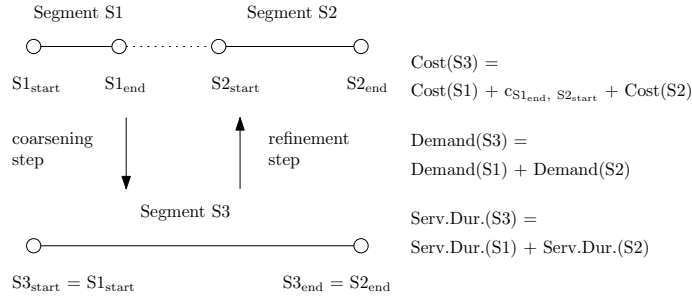 Segment S1
Segment S2
S1start
S1end
S2start
S2end
Cost(S3) =
Cost(S1) + cS1end, S2start + Cost(S2)
coarsening
step
refinement
step
Demand(S3) =
Demand(S1) + Demand(S2)
Segment S3
Serv.Dur.(S3) =
Serv.Dur.(S1) + Serv.Dur.(S2)
S3start = S1start
S3end = S2end